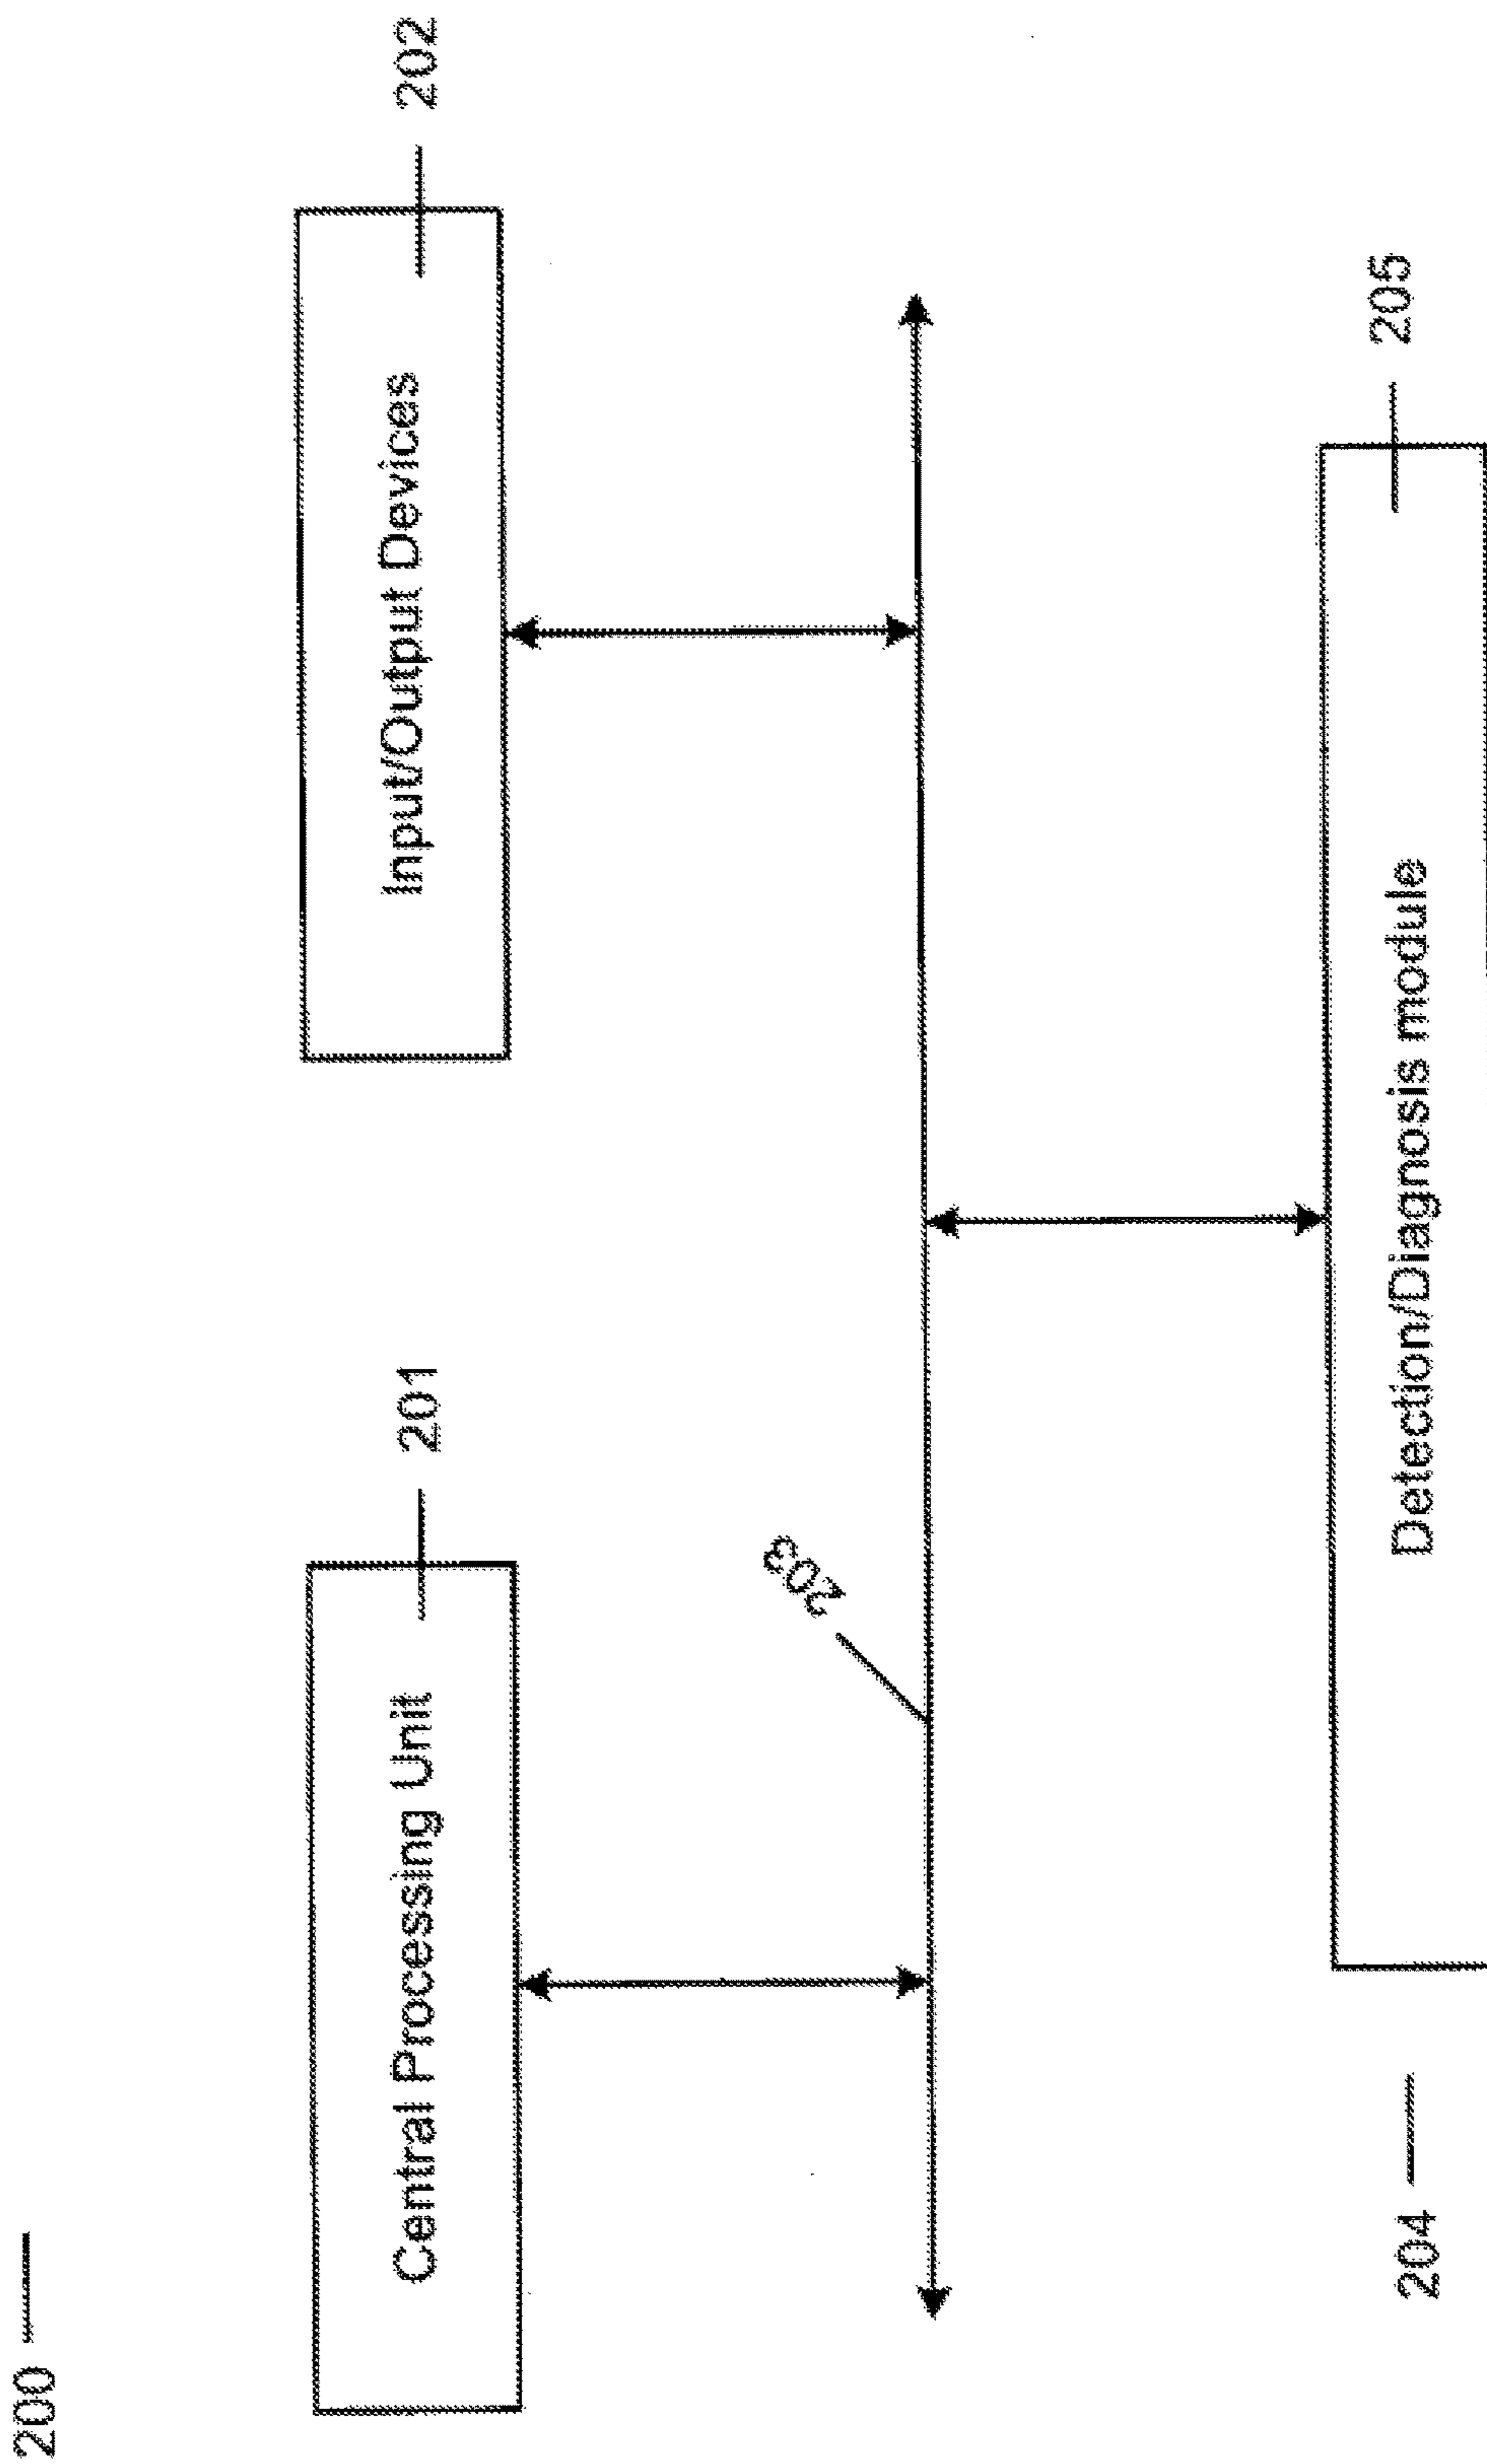 200
Central Processing Unit
201
Input/Output Devices
202
203
204
Detection/Diagnosis module
205